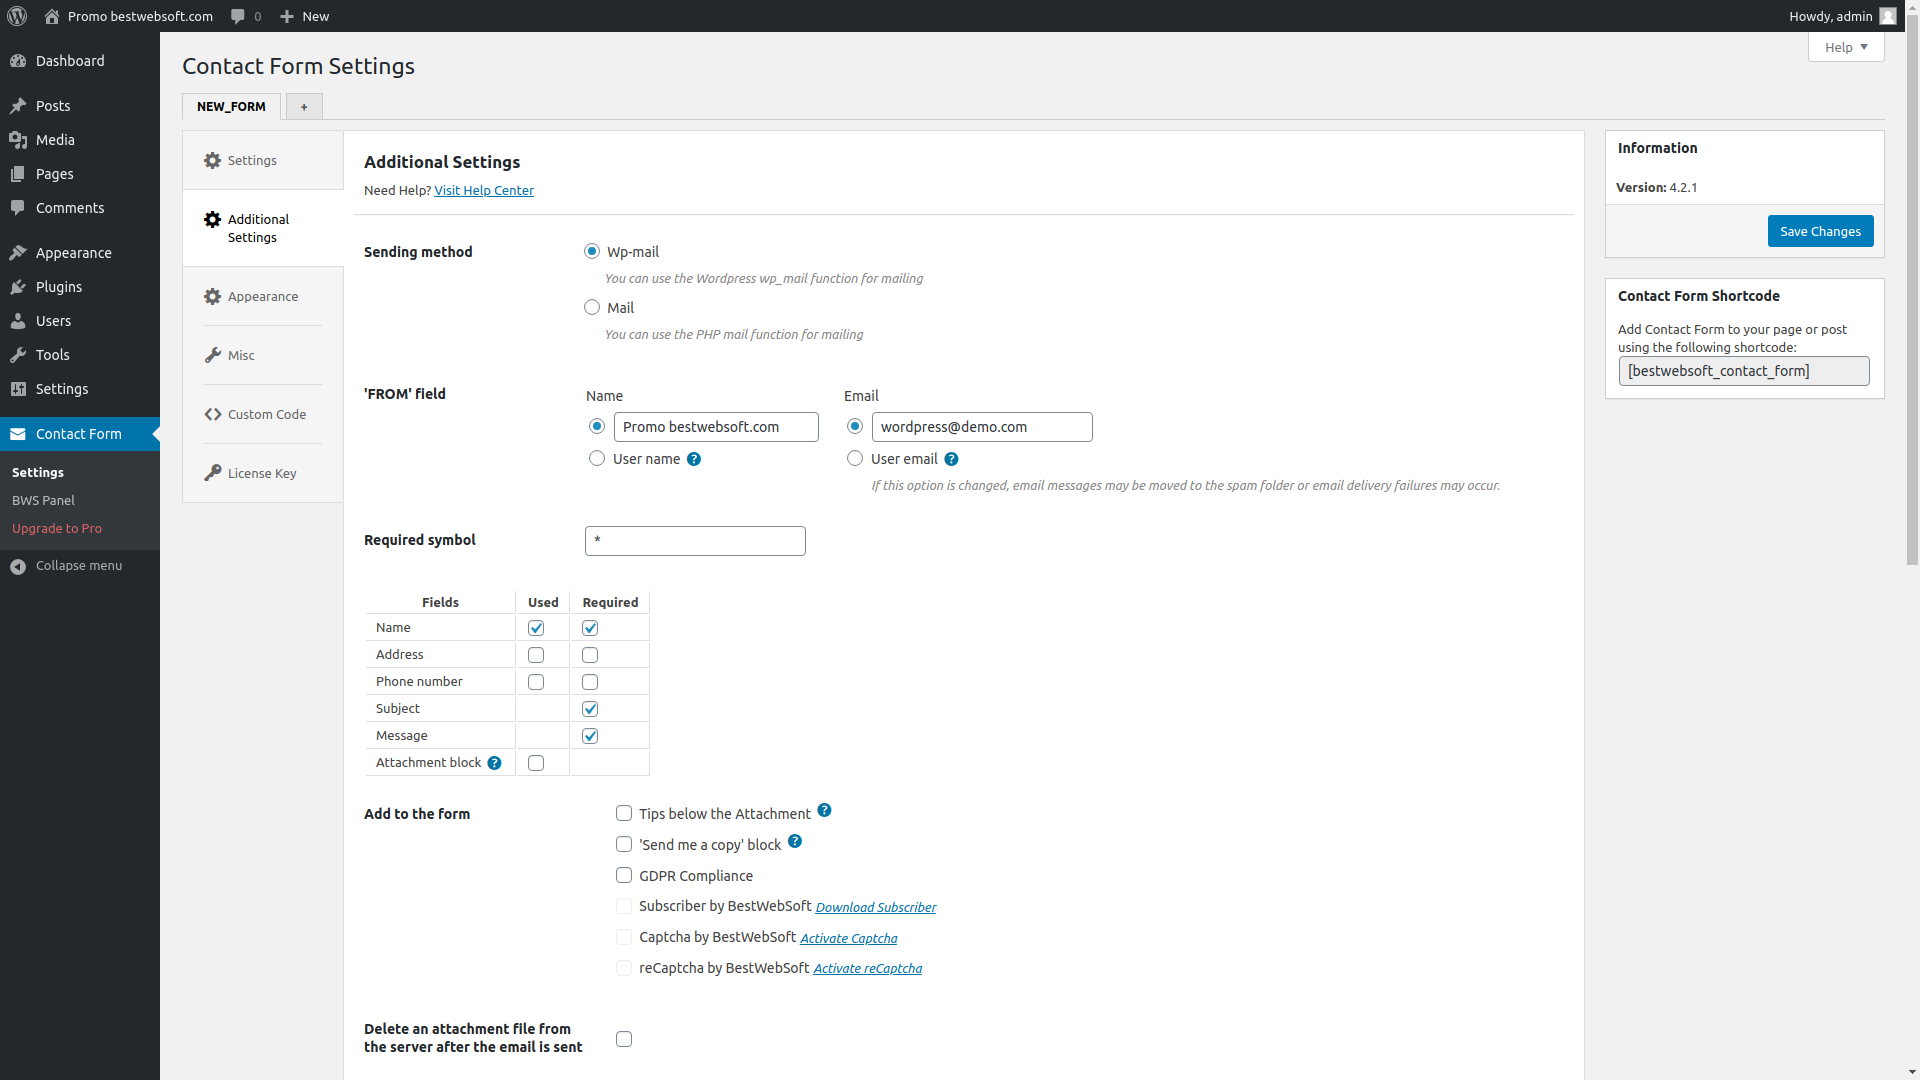 Promo bestwebsoft.com 0 New Howdy, admin
Help
Dashboard
Posts
Media
Pages
Comments
Appearance
Plugins
Users
Tools
Settings
Contact Form
Settings
BWS Panel
Upgrade to Pro
Collapse menu
Contact Form Settings
NEW_FORM +
Settings
Additional
Settings
Appearance
Misc
Custom Code
License Key
Additional Settings
Need Help? Visit Help Center
Sending method
Wp-mail
You can use the Wordpress wp_mail function for mailing
Mail
You can use the PHP mail function for mailing
'FROM' field
Name Email
Promo bestwebsoft.com wordpress@demo.com
User name ? User email ?
If this option is changed, email messages may be moved to the spam folder or email delivery failures may occur.
Required symbol
*
Fields Used Required
Name
Address
Phone number
Subject
Message
Attachment block ?
Add to the form
Tips below the Attachment ?
'Send me a copy' block ?
GDPR Compliance
Subscriber by BestWebSoft Download Subscriber
Captcha by BestWebSoft Activate Captcha
reCaptcha by BestWebSoft Activate reCaptcha
Delete an attachment file from
the server after the email is sent
Information
Version: 4.2.1
Save Changes
Contact Form Shortcode
Add Contact Form to your page or post
using the following shortcode:
[bestwebsoft_contact_form]